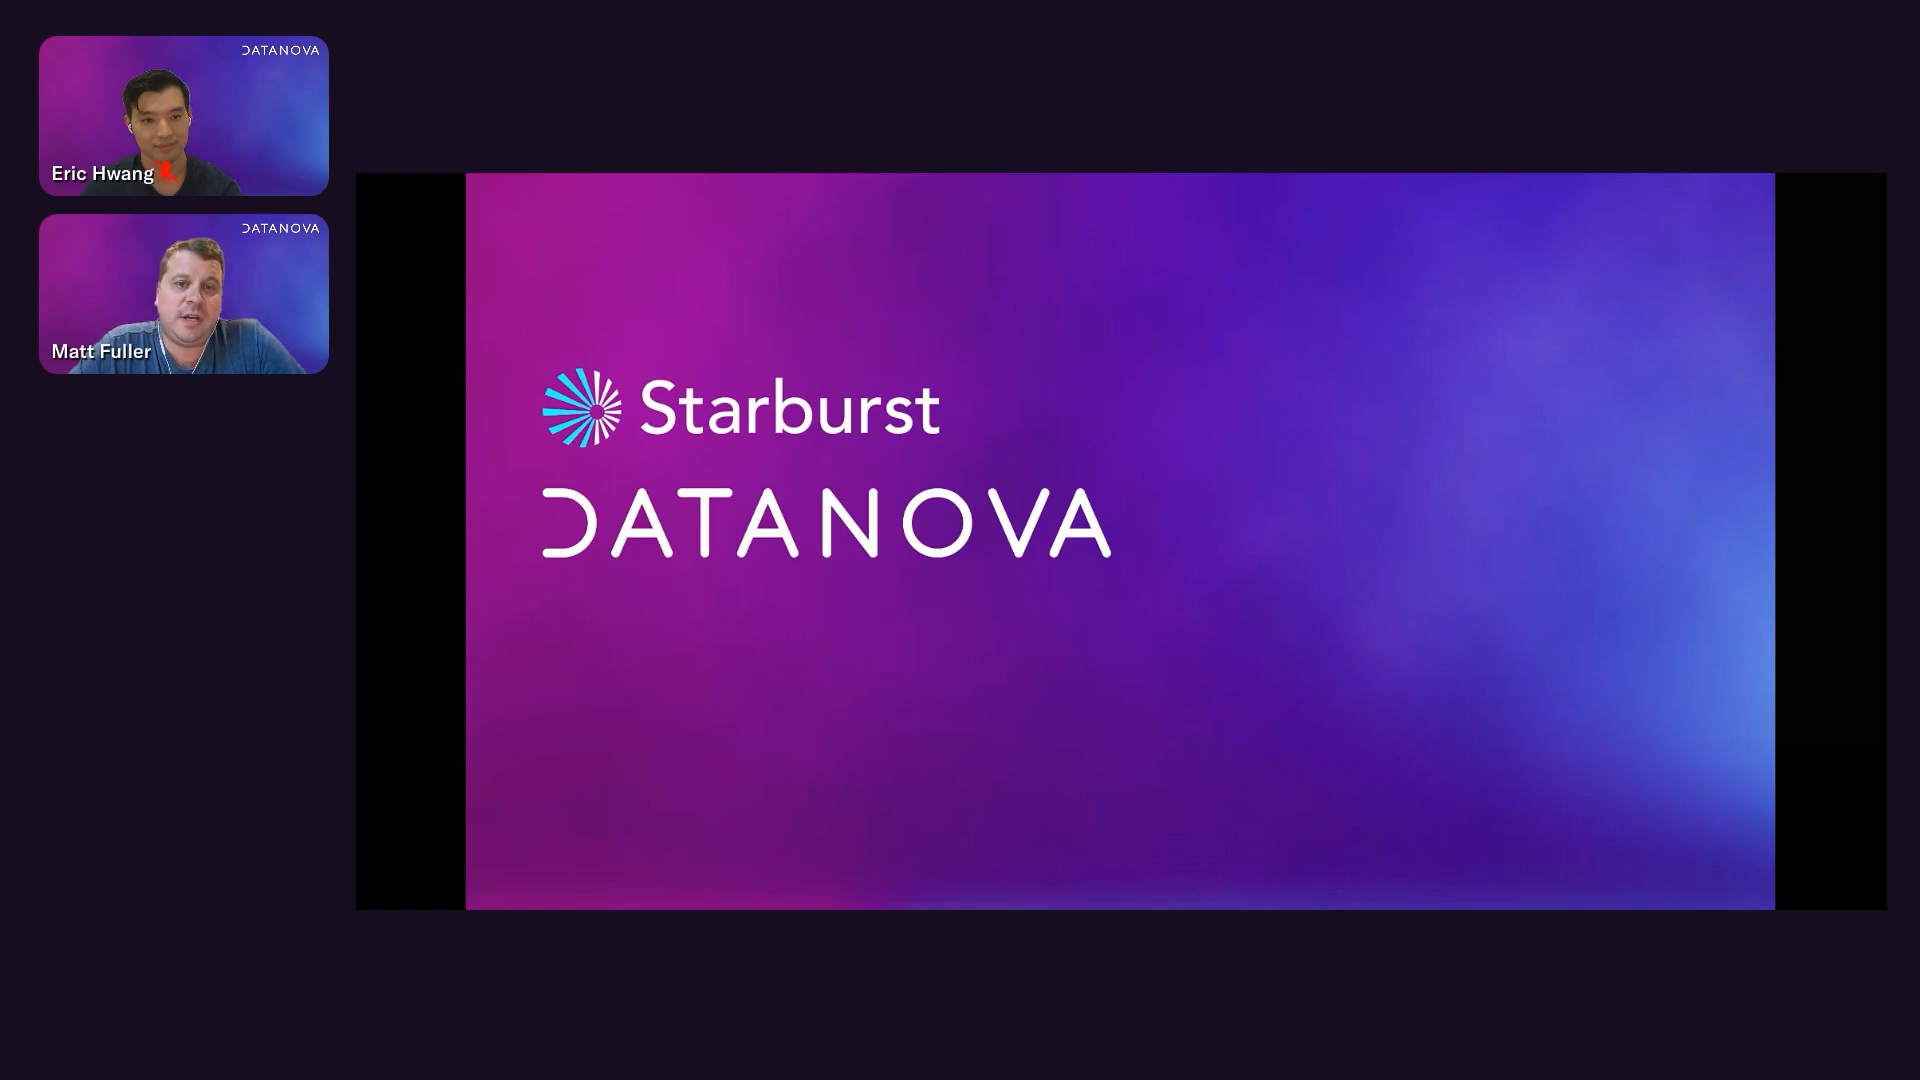 DATANOVA
Eric Hwang
DATANOVA
Matt Fuller
Starburst
DATANOVA